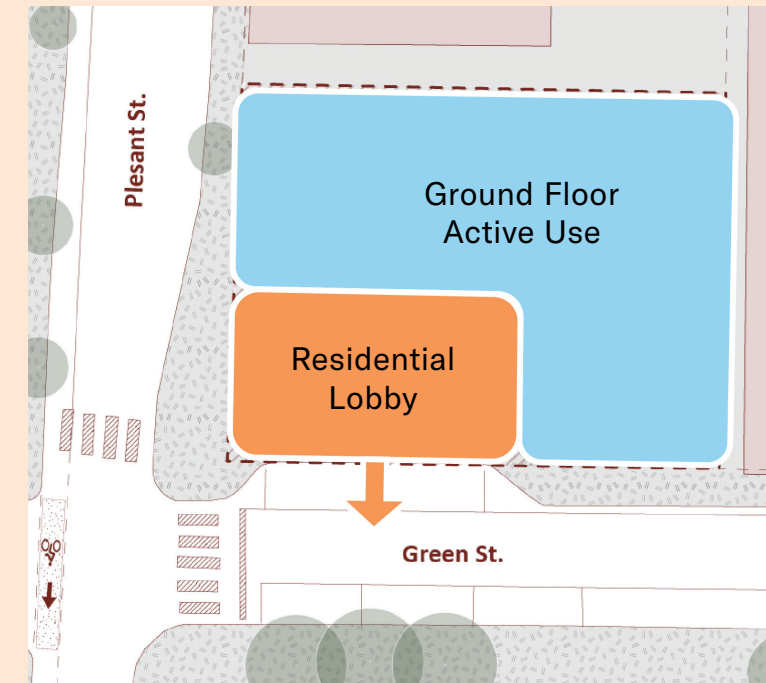 Plesant St.
Ground Floor
Active Use
Residential
Lobby
Green St.